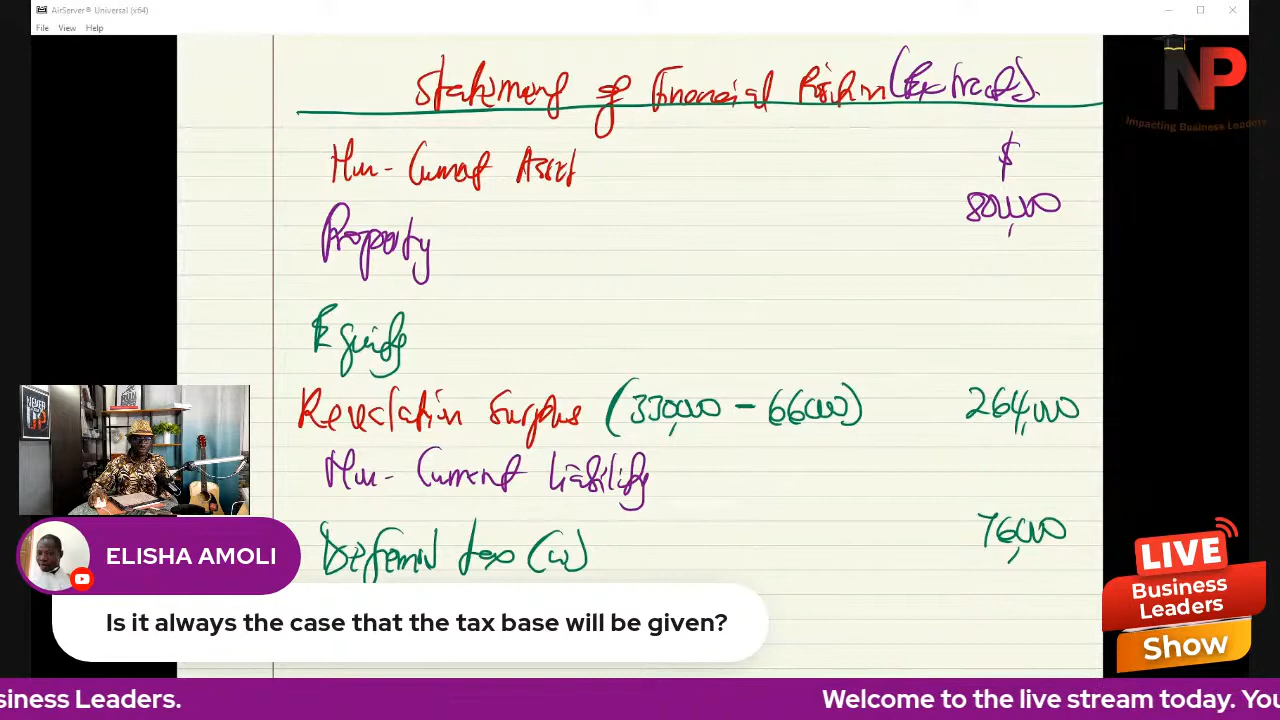 AirServer® Universal (x64)
File View Help
Statement of Financial Position (Extracts)
NP
Impacting Business Leaders
$
Non-Current Asset
800,000
Property
Equity
Revaluation Surplus (330,000 - 66000) 264,000
Non-Current Liability
76,000
Deferred tax (w)
ELISHA AMOLI
Is it always the case that the tax base will be given?
LIVE
Business
Leaders
Show
siness Leaders.
Welcome to the live stream today. You